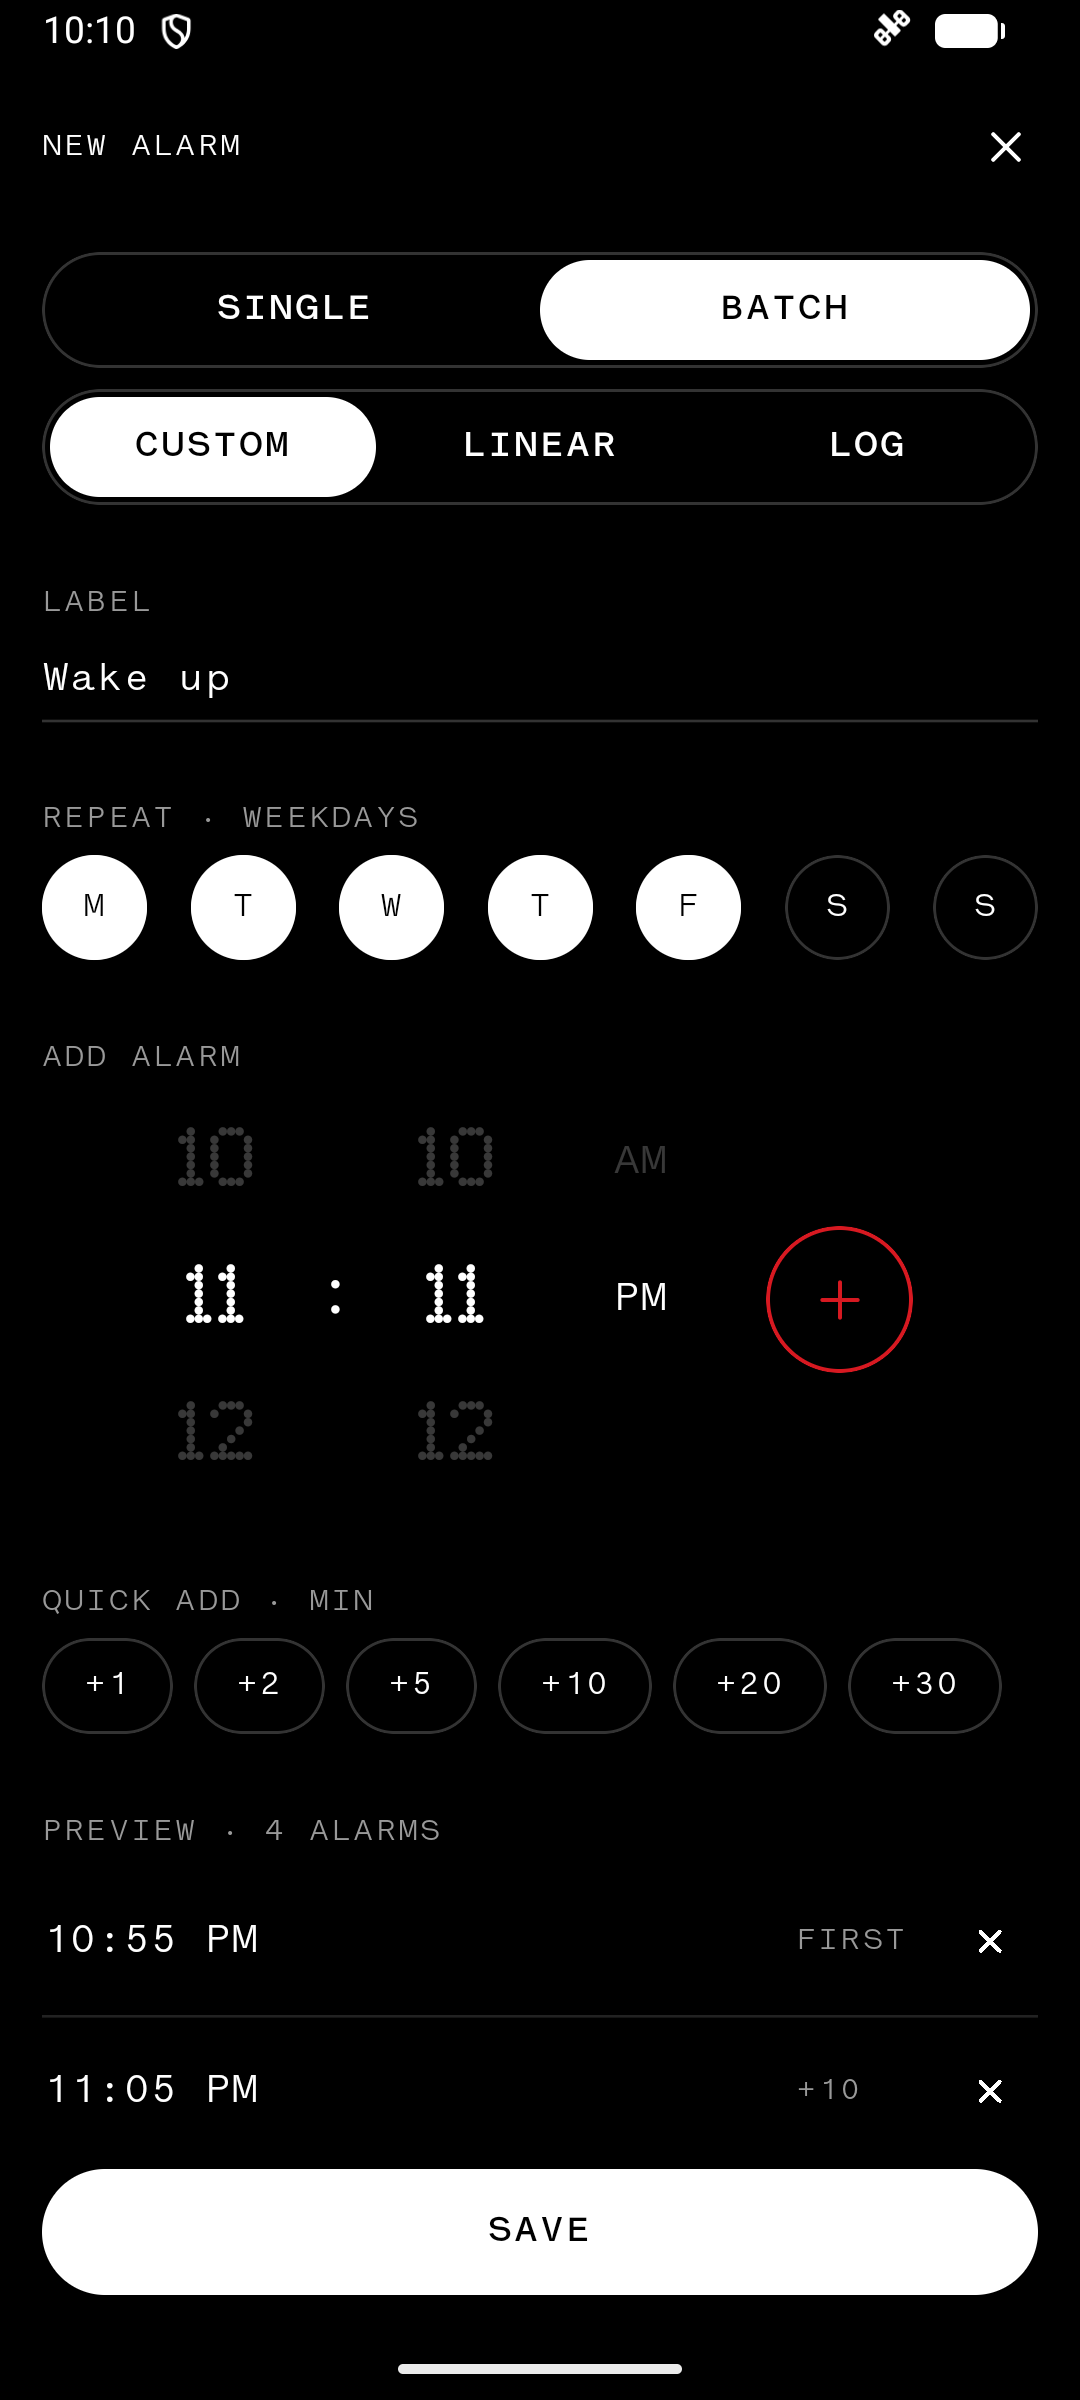 10:10
NEW ALARM
SINGLE BATCH
CUSTOM LINEAR LOG
LABEL
Wake up
REPEAT · WEEKDAYS
M T W T F S S
ADD ALARM
10 10 AM
11 : 11 PM +
12 12
QUICK ADD · MIN
+1 +2 +5 +10 +20 +30
PREVIEW · 4 ALARMS
10:55 PM FIRST
11:05 PM +10
SAVE